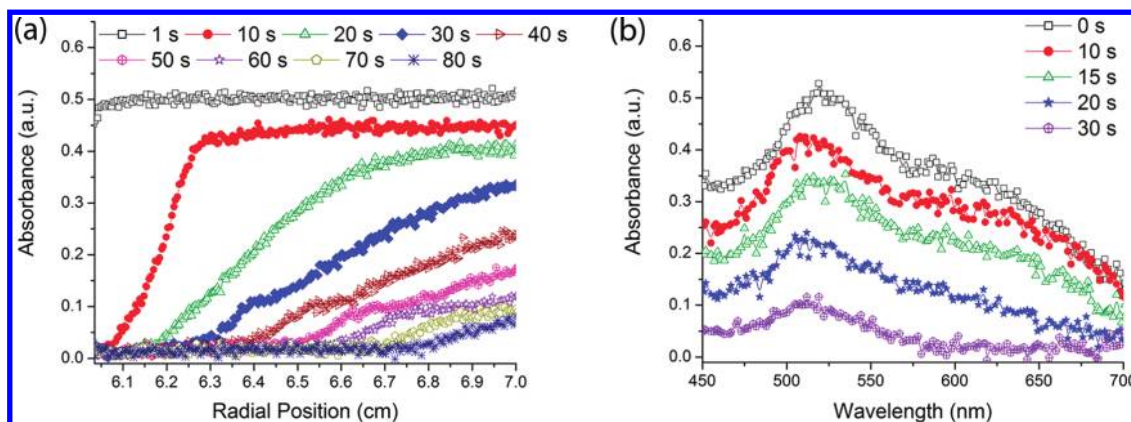 (a)
1 s 10 s 20 s 30 s 40 s
50 s 60 s 70 s 80 s
Absorbance (a.u.)
0.6
0.5
0.4
0.3
0.2
0.1
0.0
6.1 6.2 6.3 6.4 6.5 6.6 6.7 6.8 6.9 7.0
Radial Position (cm)
(b)
0 s
10 s
15 s
20 s
30 s
Absorbance (a.u.)
0.6
0.5
0.4
0.3
0.2
0.1
0.0
450 500 550 600 650 700
Wavelength (nm)